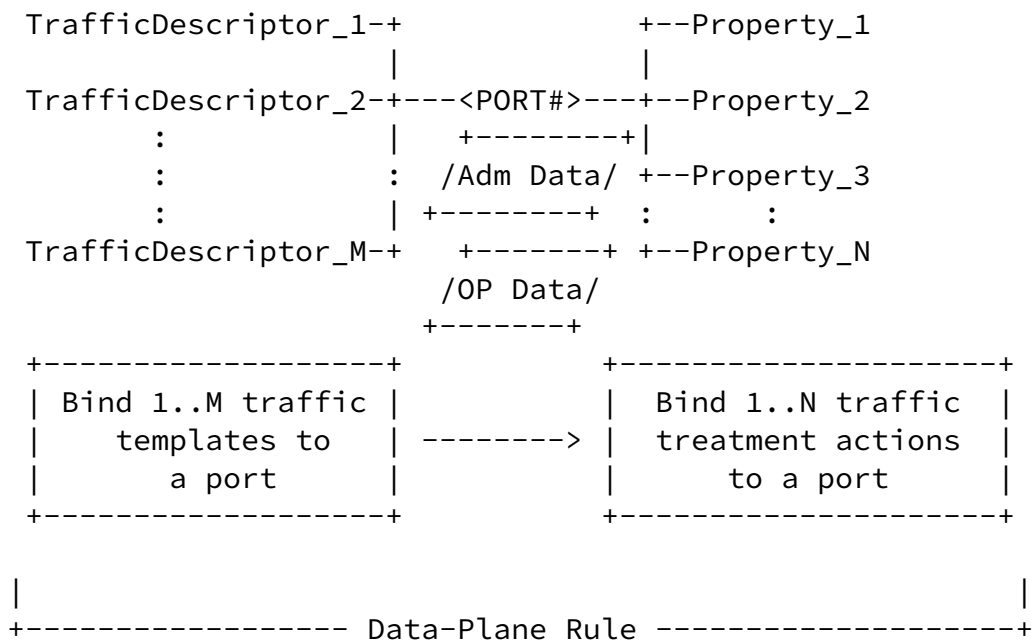 TrafficDescriptor_1-+               +--Property_1
                    |               |
TrafficDescriptor_2-+---<PORT#>---+--Property_2
       :            |   +--------+|
       :            :  /Adm Data/ +--Property_3
       :            | +--------+  :      :
TrafficDescriptor_M-+   +-------+ +--Property_N
                       /OP Data/
                      +-------+
+------------------+           +---------------------+
| Bind 1..M traffic |           |  Bind 1..N traffic  |
|    templates to   | --------> |  treatment actions  |
|       a port      |           |      to a port      |
+------------------+           +---------------------+
|                                                     |
+----------------- Data-Plane Rule -------------------+